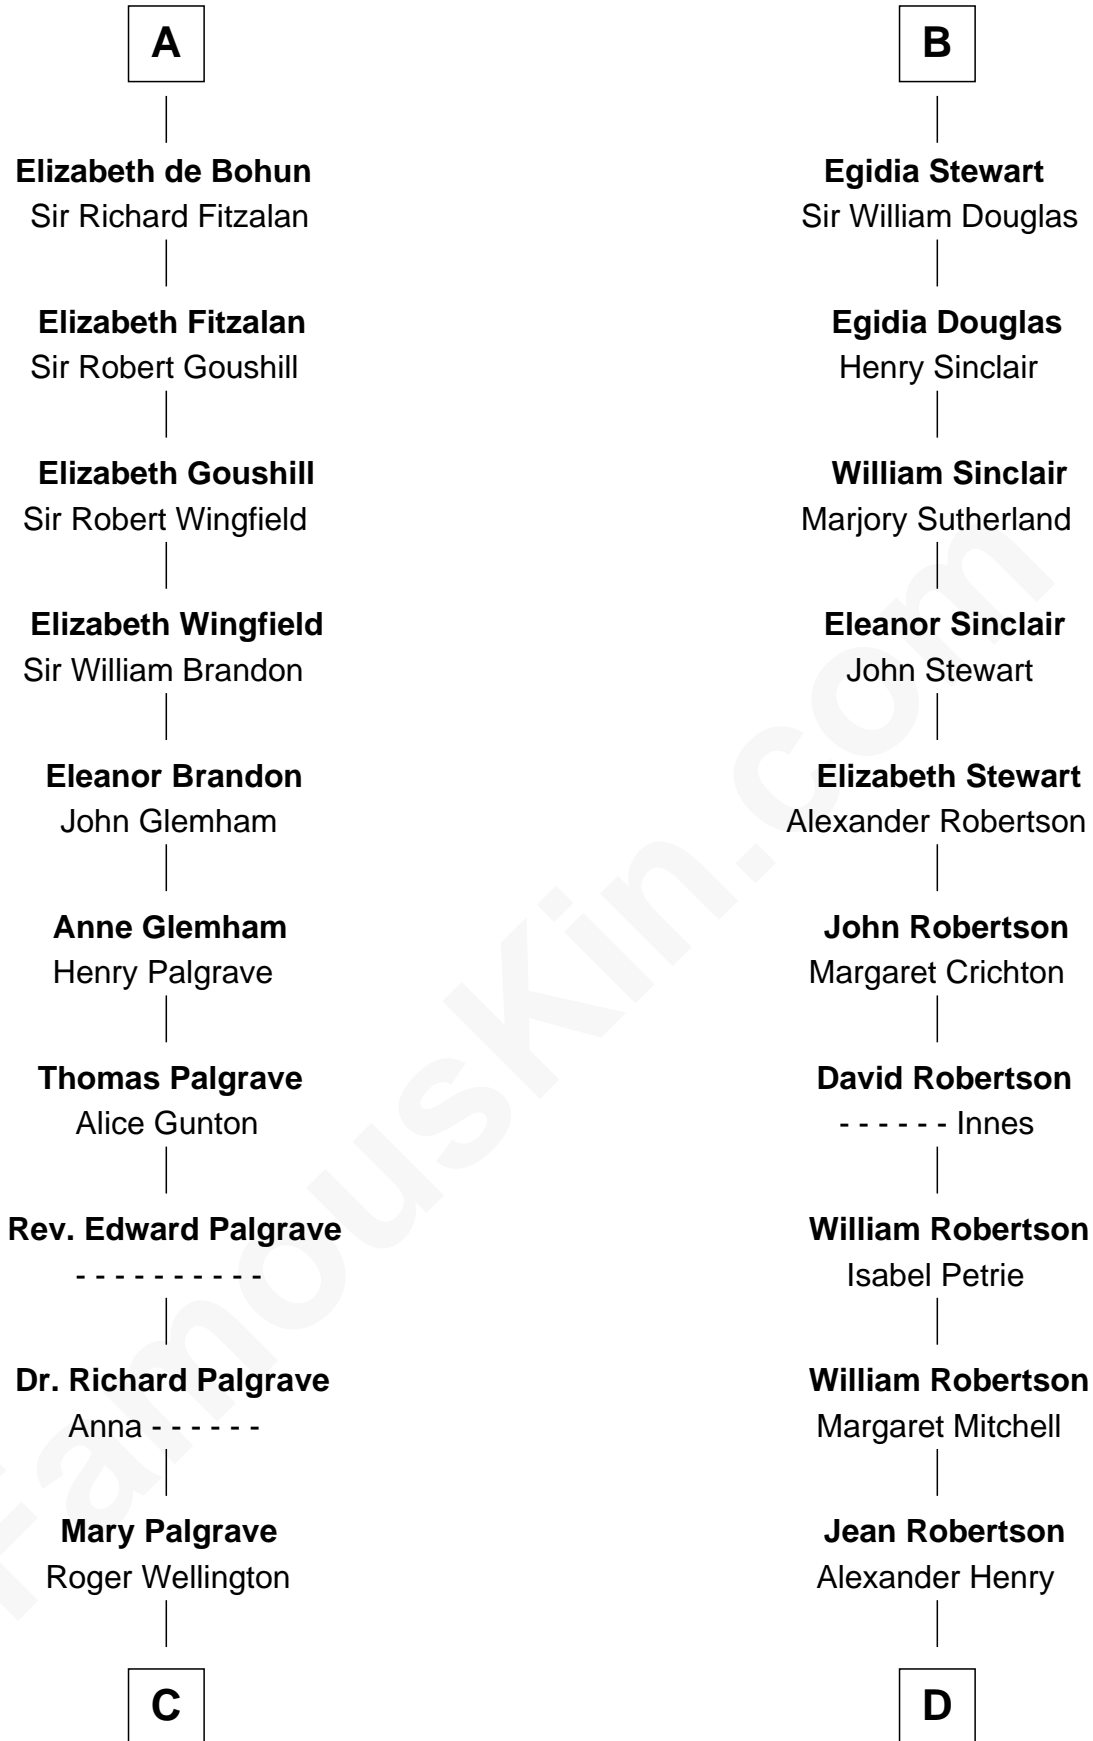 A
Elizabeth de Bohun
Sir Richard Fitzalan
Elizabeth Fitzalan
Sir Robert Goushill
Elizabeth Goushill
Sir Robert Wingfield
Elizabeth Wingfield
Sir William Brandon
Eleanor Brandon
John Glemham
Anne Glemham
Henry Palgrave
Thomas Palgrave
Alice Gunton
Rev. Edward Palgrave
- - - - - - - - - -
Dr. Richard Palgrave
Anna - - - - - -
Mary Palgrave
Roger Wellington
C
B
Egidia Stewart
Sir William Douglas
Egidia Douglas
Henry Sinclair
William Sinclair
Marjory Sutherland
Eleanor Sinclair
John Stewart
Elizabeth Stewart
Alexander Robertson
John Robertson
Margaret Crichton
David Robertson
- - - - - - Innes
William Robertson
Isabel Petrie
William Robertson
Margaret Mitchell
Jean Robertson
Alexander Henry
D
FamousKin.com